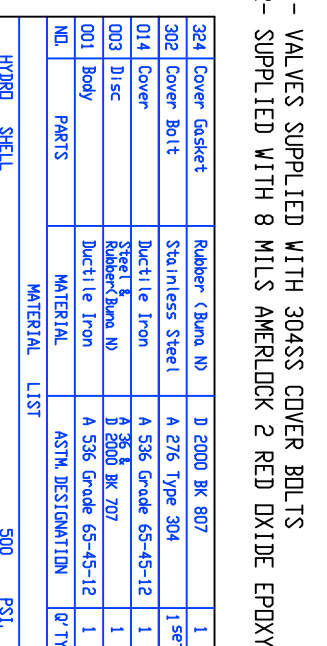 - VALVES SUPPLIED WITH 304SS COVER BOLTS
- SUPPLIED WITH 8 MILS AMERLOCK 2 RED OXIDE EPOXY
324 Cover Gasket Rubber (Buna N) D 2000 BK 807 1
302 Cover Bolt Stainless Steel A 276 Type 304 1 set
014 Cover Ductile Iron A 536 Grade 65-45-12 1
003 Disc Steel & Rubber(Buna N) A 36 & D 2000 BK 707 1
001 Body Ductile Iron A 536 Grade 65-45-12 1
NO. PARTS MATERIAL ASTM. DESIGNATION Q'TY
MATERIAL LIST
HYDRO SHELL 500 PSI.